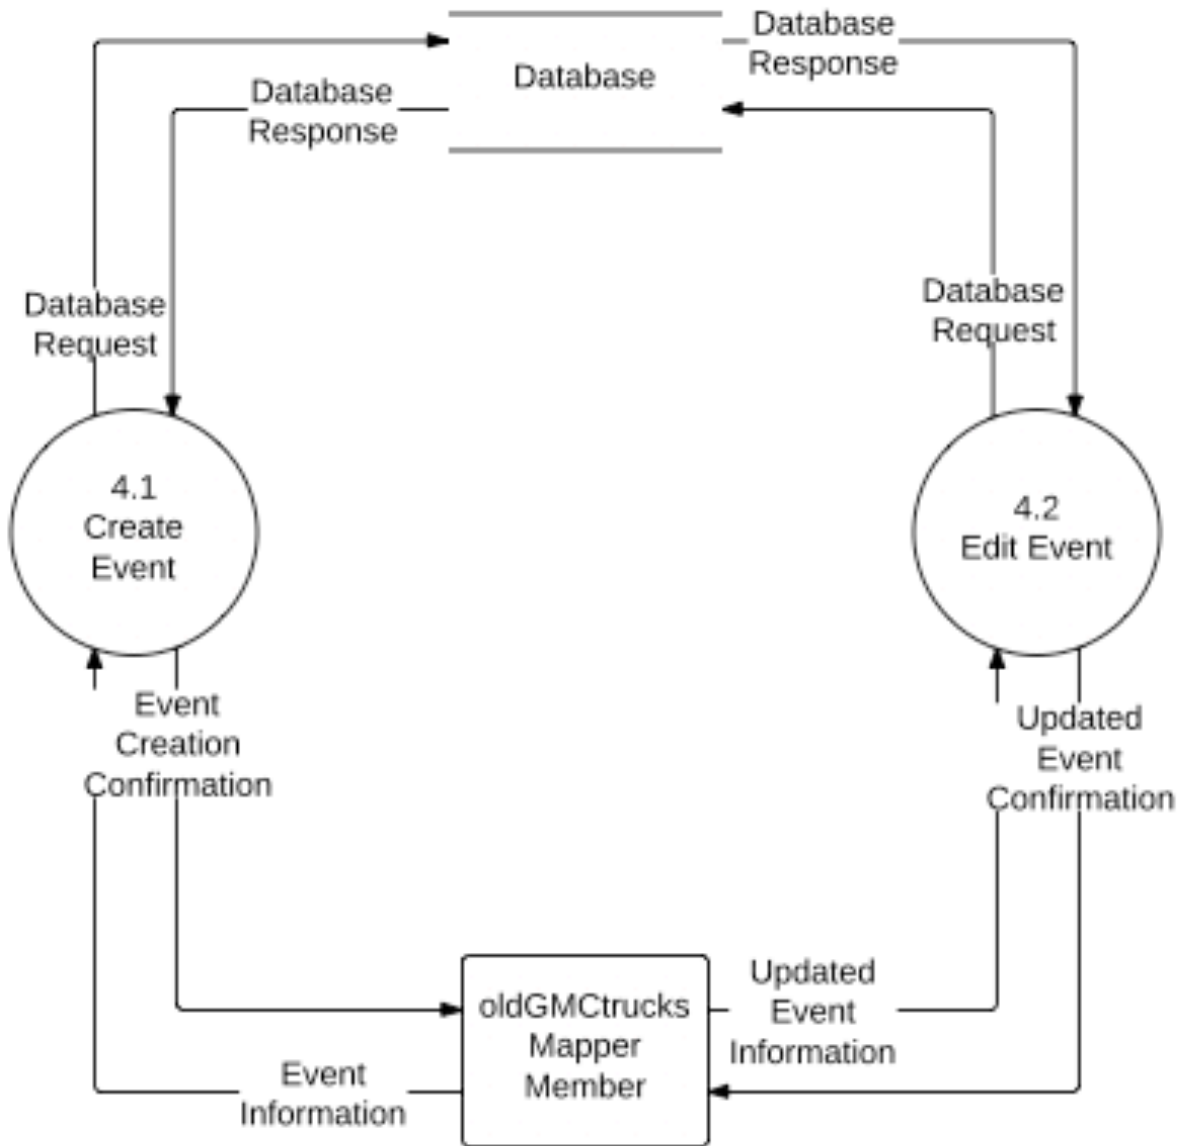 Database
Response
Database
Database
Response
Database
Request
Database
Request
4.1
Create
Event
4.2
Edit Event
Event
Creation
Confirmation
Updated
Event
Confirmation
oldGMCtrucks
Mapper
Member
Updated
Event
Information
Event
Information